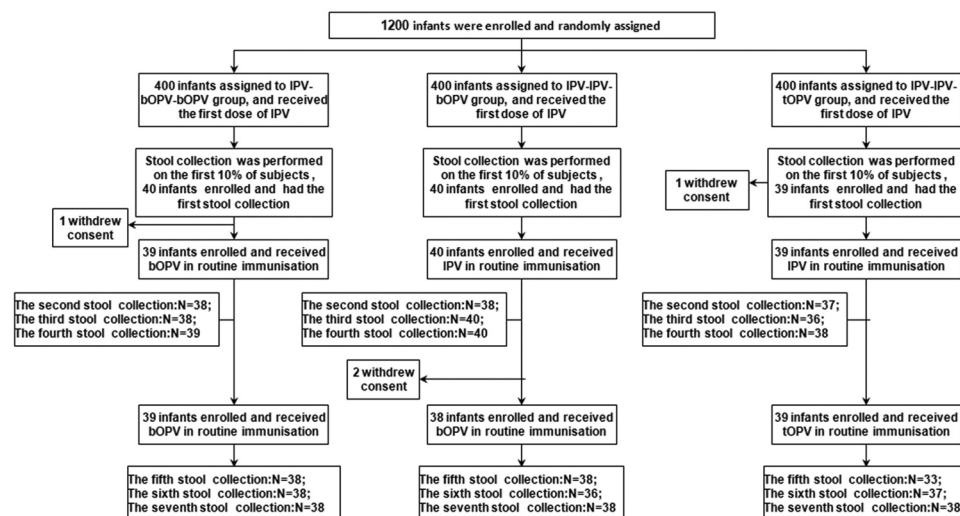 1200 infants were enrolled and randomly assigned
400 infants assigned to IPV-
bOPV-bOPV group, and received
the first dose of IPV
400 infants assigned to IPV-IPV-
bOPV group, and received the
first dose of IPV
400 infants assigned to IPV-IPV-
tOPV group, and received the
first dose of IPV
Stool collection was performed
on the first 10% of subjects ,
40 infants enrolled and had the
first stool collection
Stool collection was performed
on the first 10% of subjects ,
40 infants enrolled and had the
first stool collection
1 withdrew
consent
Stool collection was performed
on the first 10% of subjects ,
39 infants enrolled and had the
first stool collection
1 withdrew
consent
39 infants enrolled and received
bOPV in routine immunisation
40 infants enrolled and received
IPV in routine immunisation
39 infants enrolled and received
IPV in routine immunisation
The second stool collection:N=38;
The third stool collection:N=38;
The fourth stool collection:N=39
The second stool collection:N=38;
The third stool collection:N=40;
The fourth stool collection:N=40
The second stool collection:N=37;
The third stool collection:N=36;
The fourth stool collection:N=38
2 withdrew
consent
39 infants enrolled and received
bOPV in routine immunisation
38 infants enrolled and received
bOPV in routine immunisation
39 infants enrolled and received
tOPV in routine immunisation
The fifth stool collection:N=38;
The sixth stool collection:N=38;
The seventh stool collection:N=38
The fifth stool collection:N=38;
The sixth stool collection:N=36;
The seventh stool collection:N=38
The fifth stool collection:N=33;
The sixth stool collection:N=37;
The seventh stool collection:N=38